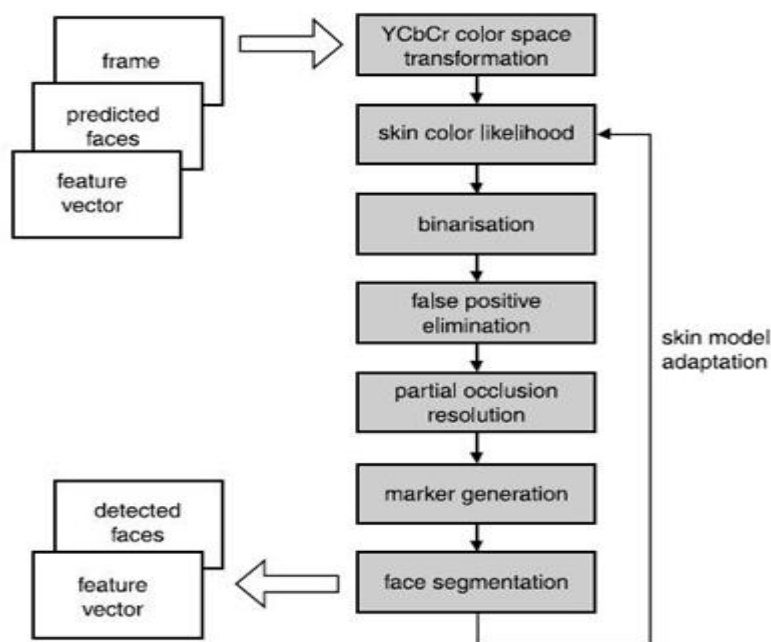 frame
predicted
faces
feature
vector
YCbCr color space
transformation
skin color likelihood
binarisation
false positive
elimination
partial occlusion
resolution
marker generation
face segmentation
skin model
adaptation
detected
faces
feature
vector